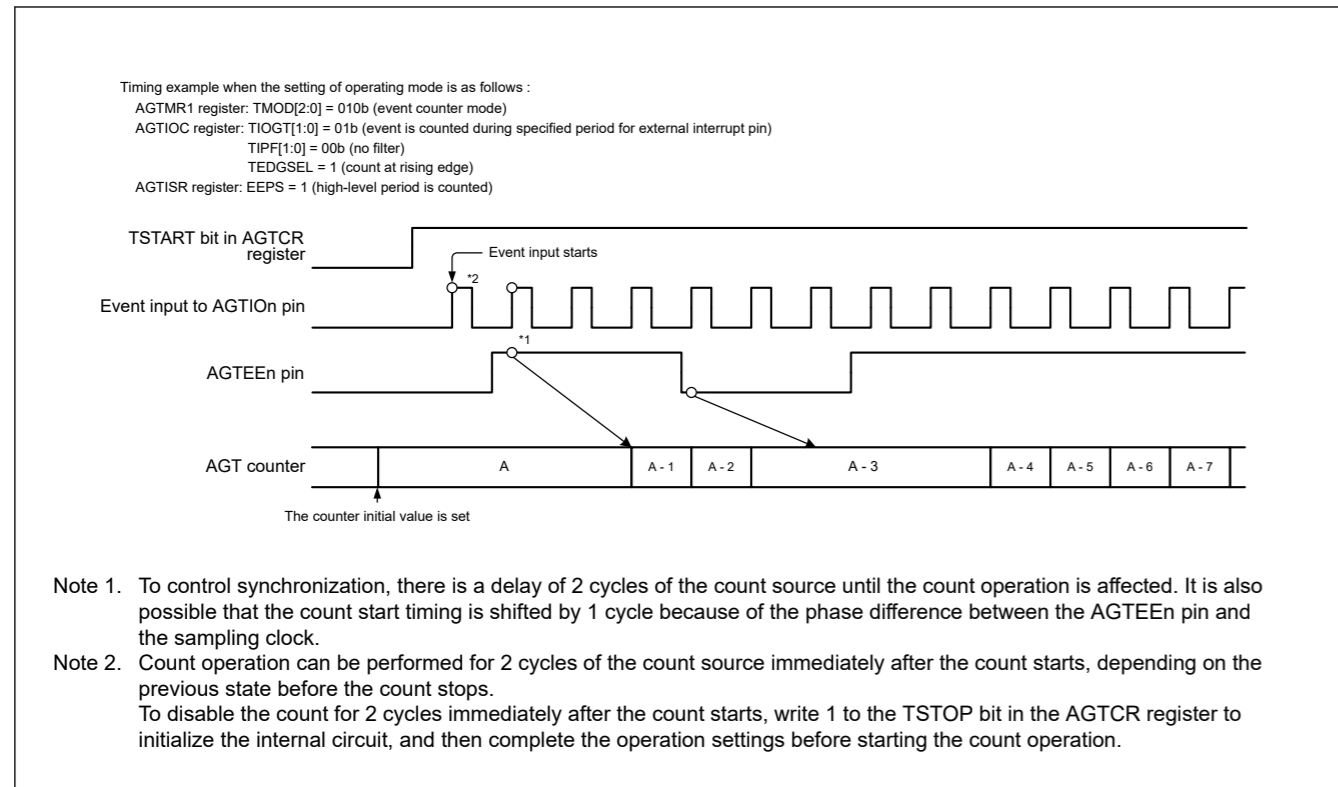 Timing example when the setting of operating mode is as follows :
AGTMR1 register: TMOD[2:0] = 010b (event counter mode)
AGTIOC register: TIOGT[1:0] = 01b (event is counted during specified period for external interrupt pin)
TIPF[1:0] = 00b (no filter)
TEDGSEL = 1 (count at rising edge)
AGTISR register: EEPS = 1 (high-level period is counted)
TSTART bit in AGTCR
register
Event input starts
*2
Event input to AGTIOn pin
*1
AGTEEn pin
AGT counter
A
A - 1
A - 2
A - 3
A - 4
A - 5
A - 6
A - 7
The counter initial value is set
Note 1. To control synchronization, there is a delay of 2 cycles of the count source until the count operation is affected. It is also
possible that the count start timing is shifted by 1 cycle because of the phase difference between the AGTEEn pin and
the sampling clock.
Note 2. Count operation can be performed for 2 cycles of the count source immediately after the count starts, depending on the
previous state before the count stops.
To disable the count for 2 cycles immediately after the count starts, write 1 to the TSTOP bit in the AGTCR register to
initialize the internal circuit, and then complete the operation settings before starting the count operation.